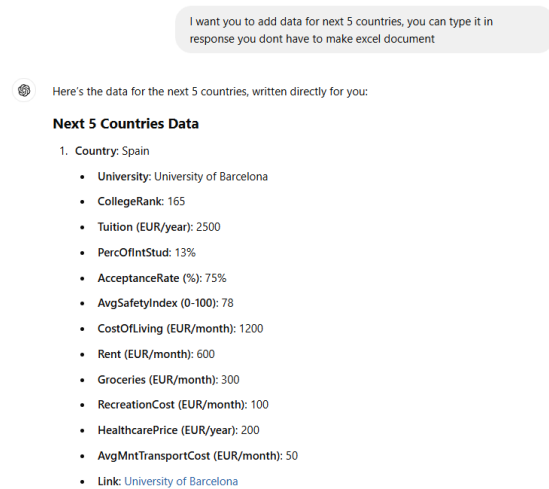 I want you to add data for next 5 countries, you can type it in
response you dont have to make excel document
Here's the data for the next 5 countries, written directly for you:
Next 5 Countries Data
1. Country: Spain
• University: University of Barcelona
• CollegeRank: 165
• Tuition (EUR/year): 2500
• PercOfIntStud: 13%
• AcceptanceRate (%): 75%
• AvgSafetyIndex (0-100): 78
• CostOfLiving (EUR/month): 1200
• Rent (EUR/month): 600
• Groceries (EUR/month): 300
• RecreationCost (EUR/month): 100
• HealthcarePrice (EUR/year): 200
• AvgMntTransportCost (EUR/month): 50
• Link: University of Barcelona